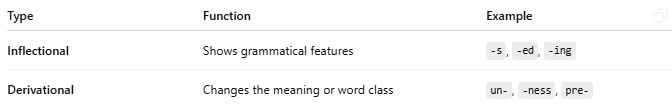 Type Function Example
Inflectional Shows grammatical features -s, -ed, -ing
Derivational Changes the meaning or word class un-, -ness, pre-